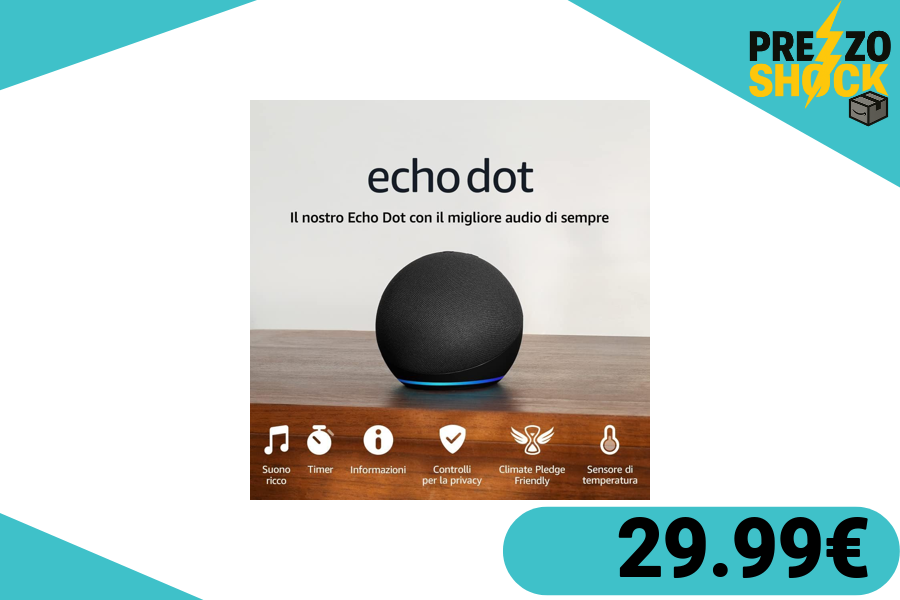 PREZZO
SHOCK
echo dot
Il nostro Echo Dot con il migliore audio di sempre
Suono
ricco
Timer
Informazioni
Controlli
per la privacy
Climate Pledge
Friendly
Sensore di
temperatura
29.99€